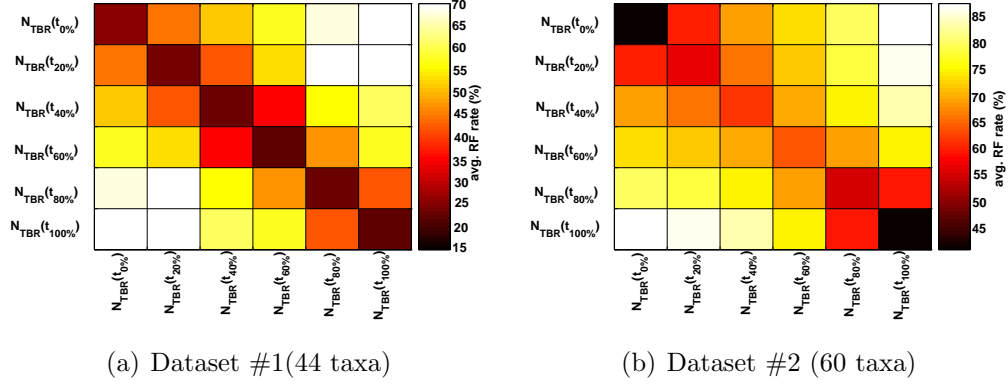 N_TBR(t_0%)
N_TBR(t_20%)
N_TBR(t_40%)
N_TBR(t_60%)
N_TBR(t_80%)
N_TBR(t_100%)
N_TBR(t_0%)
N_TBR(t_20%)
N_TBR(t_40%)
N_TBR(t_60%)
N_TBR(t_80%)
N_TBR(t_100%)
70
65
60
55
50
45
40
35
30
25
20
15
avg. RF rate (%)
(a) Dataset #1(44 taxa)
N_TBR(t_0%)
N_TBR(t_20%)
N_TBR(t_40%)
N_TBR(t_60%)
N_TBR(t_80%)
N_TBR(t_100%)
N_TBR(t_0%)
N_TBR(t_20%)
N_TBR(t_40%)
N_TBR(t_60%)
N_TBR(t_80%)
N_TBR(t_100%)
85
80
75
70
65
60
55
50
45
avg. RF rate (%)
(b) Dataset #2 (60 taxa)